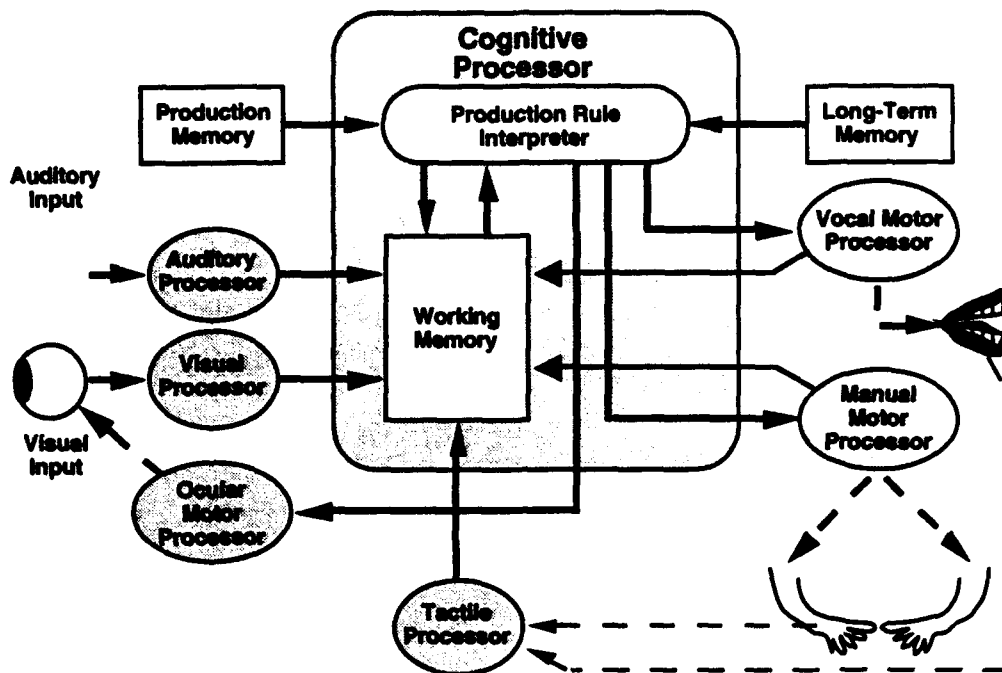 Cognitive
Processor
Production
Memory
Production Rule
Interpreter
Long-Term
Memory
Auditory
Input
Vocal Motor
Processor
Auditory
Processor
Working
Memory
Visual
Processor
Manual
Motor
Processor
Visual
Input
Ocular
Motor
Processor
Tactile
Processor